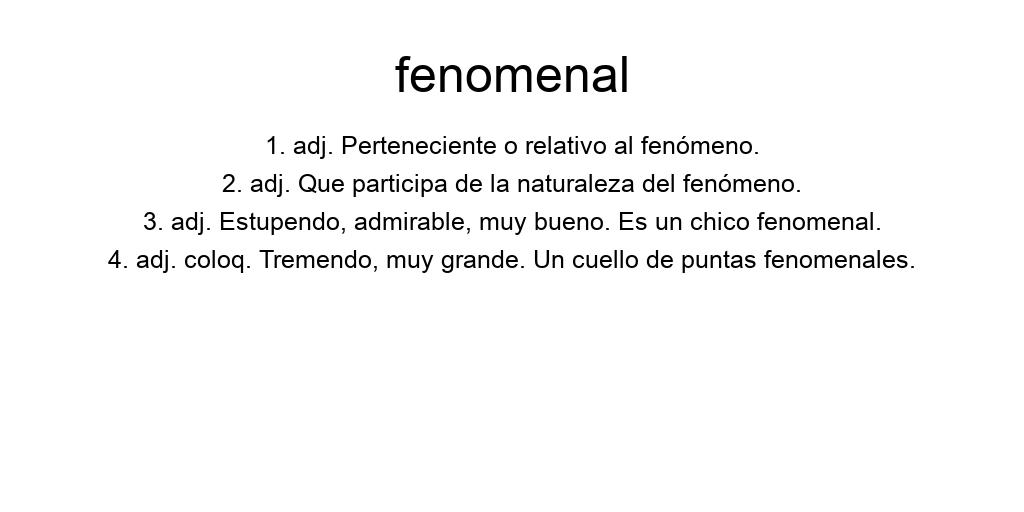 fenomenal
1. adj. Perteneciente o relativo al fenómeno.
2. adj. Que participa de la naturaleza del fenómeno.
3. adj. Estupendo, admirable, muy bueno. Es un chico fenomenal.
4. adj. coloq. Tremendo, muy grande. Un cuello de puntas fenomenales.